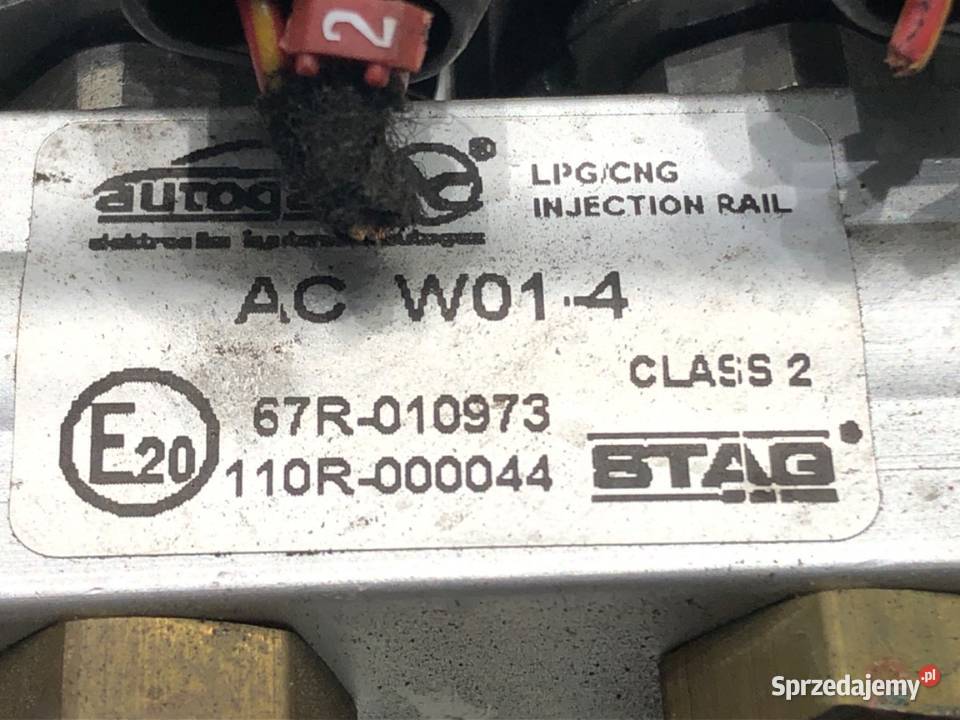 2
®
LPG/CNG
INJECTION RAIL
AC W01-4
CLASS 2
E20
67R-010973
110R-000044
STAG
Sprzedajemy.pl